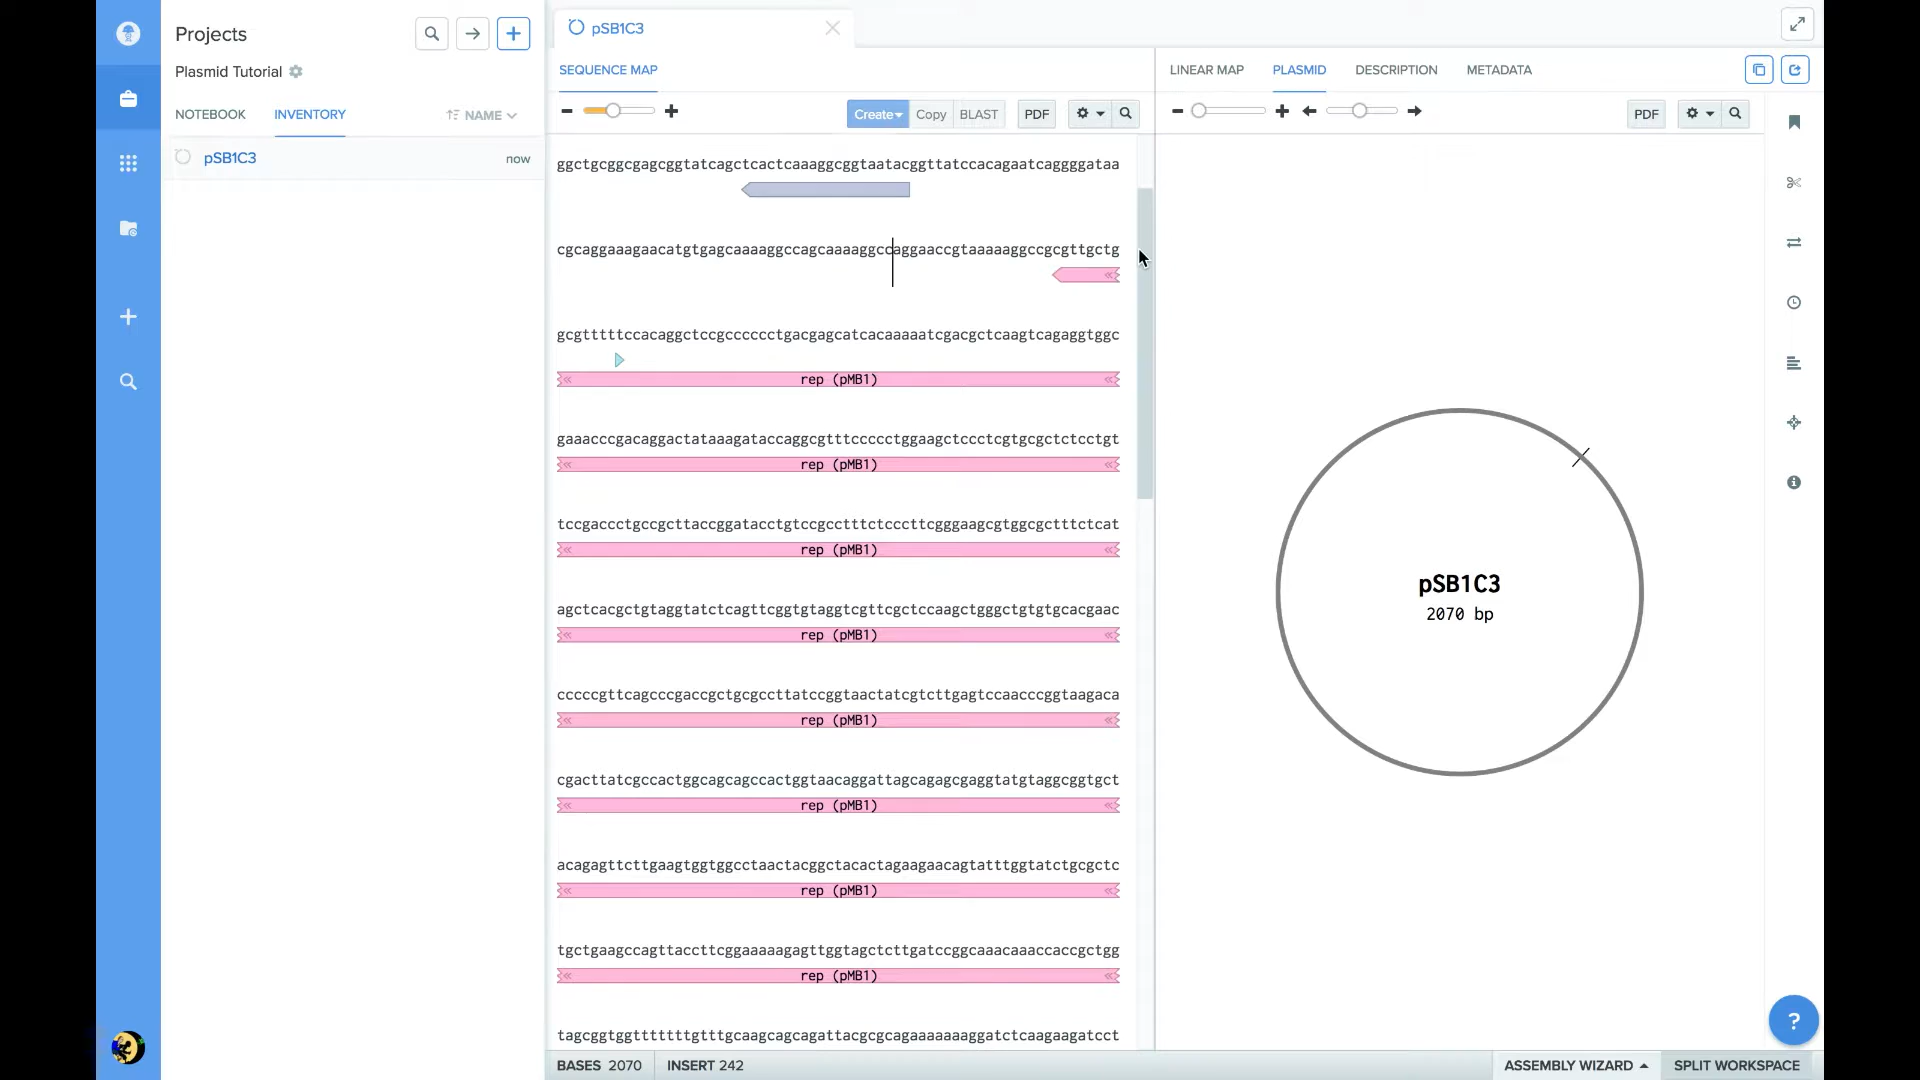 Projects
Plasmid Tutorial
NOTEBOOK INVENTORY NAME
pSB1C3 now
pSB1C3
SEQUENCE MAP
Create Copy BLAST PDF
ggctgcggcgagcggtatcagctcactcaaaggcggtaatacggttatccacagaatcaggggataa
cgcaggaaagaacatgtgagcaaaaggccagcaaaaggccaggaaccgtaaaaaggccgcgttgctg
gcgtttttccacaggctccgcccccctgacgagcatcacaaaaatcgacgctcaagtcagaggtggc
rep (pMB1)
gaaacccgacaggactataaagataccaggcgtttccccctggaagctccctcgtgcgctctcctgt
rep (pMB1)
tccgaccctgccgcttaccggatacctgtccgcctttctcccttcgggaagcgtggcgctttctcat
rep (pMB1)
agctcacgctgtaggtatctcagttcggtgtaggtcgttcgctccaagctgggctgtgtgcacgaac
rep (pMB1)
cccccgttcagcccgaccgctgcgccttatccggtaactatcgtcttgagtccaacccggtaagaca
rep (pMB1)
cgacttatcgccactggcagcagccactggtaacaggattagcagagcgaggtatgtaggcggtgct
rep (pMB1)
acagagttcttgaagtggtggcctaactacggctacactagaagaacagtatttggtatctgcgctc
rep (pMB1)
tgctgaagccagttaccttcggaaaaagagttggtagctcttgatccggcaaacaaaccaccgctgg
rep (pMB1)
tagcggtggtttttttgtttgcaagcagcagattacgcgcagaaaaaaaggatctcaagaagatcct
BASES 2070 INSERT 242
LINEAR MAP PLASMID DESCRIPTION METADATA
PDF
pSB1C3
2070 bp
?
ASSEMBLY WIZARD SPLIT WORKSPACE